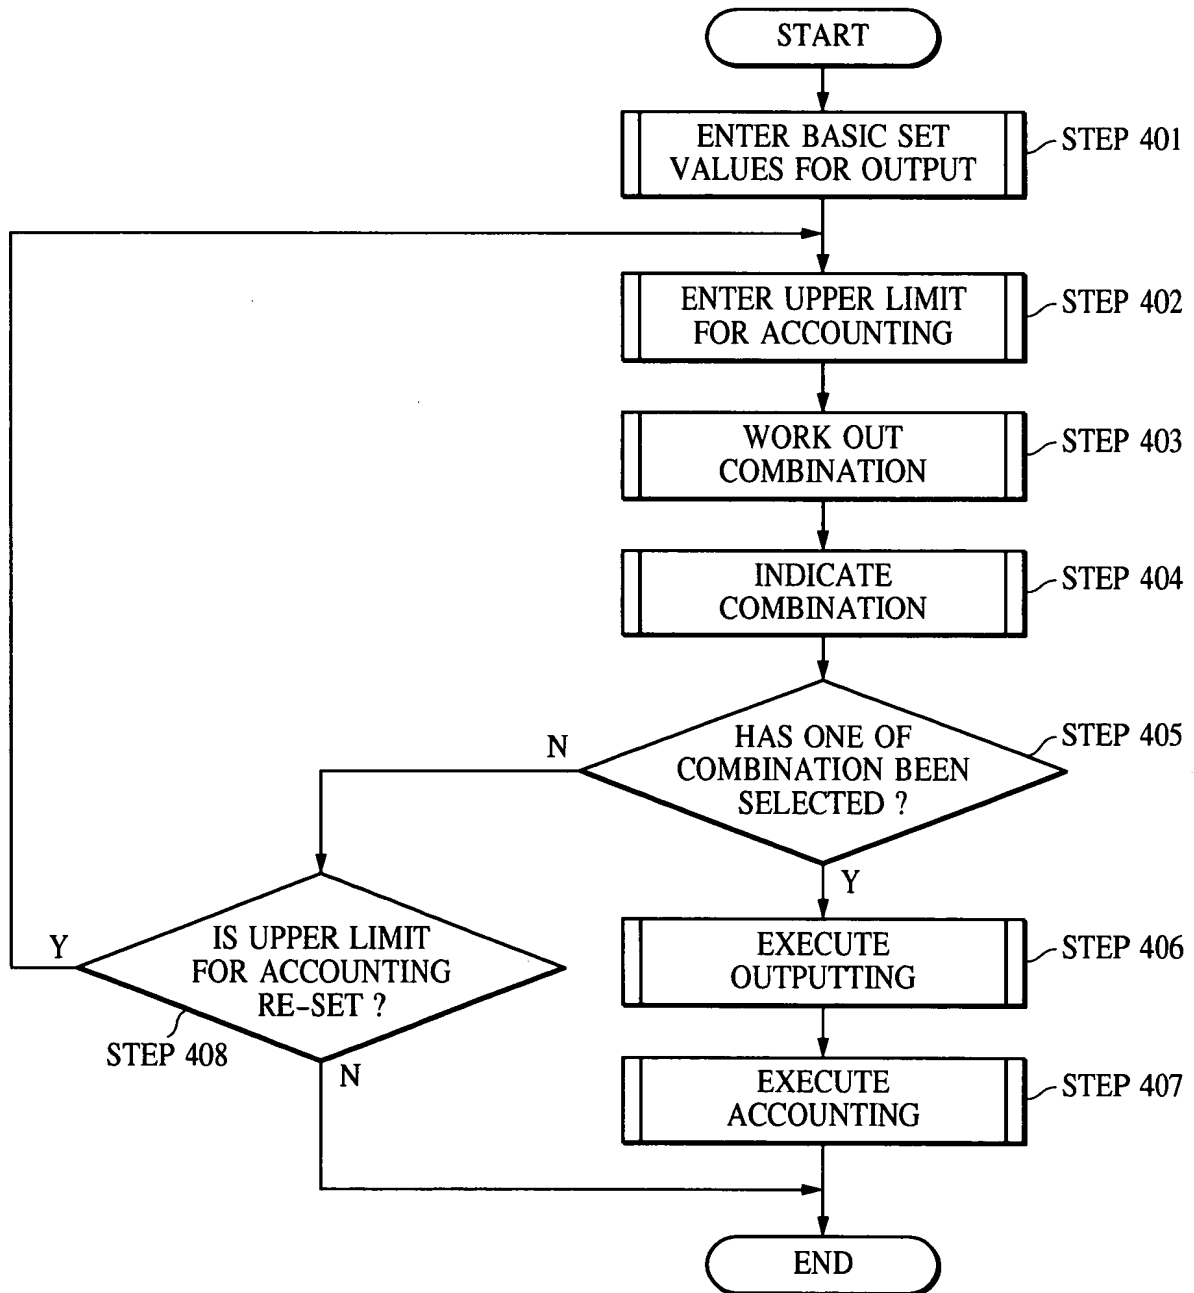 START
ENTER BASIC SET
VALUES FOR OUTPUT
STEP 401
ENTER UPPER LIMIT
FOR ACCOUNTING
STEP 402
WORK OUT
COMBINATION
STEP 403
INDICATE
COMBINATION
STEP 404
HAS ONE OF
COMBINATION BEEN
SELECTED ?
STEP 405
N
Y
IS UPPER LIMIT
FOR ACCOUNTING
RE-SET ?
STEP 408
Y
N
EXECUTE
OUTPUTTING
STEP 406
EXECUTE
ACCOUNTING
STEP 407
END